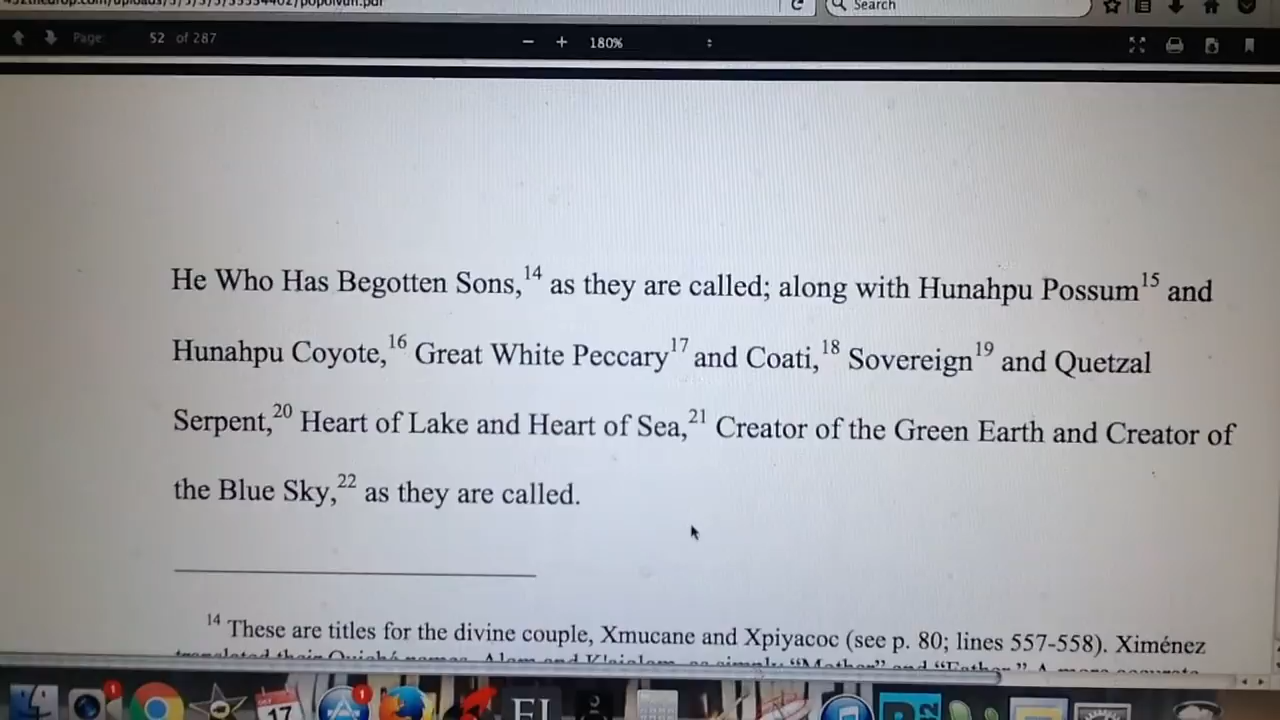 Search
Page: 52 of 287
180%
He Who Has Begotten Sons,14 as they are called; along with Hunahpu Possum15 and
Hunahpu Coyote,16 Great White Peccary17 and Coati,18 Sovereign19 and Quetzal
Serpent,20 Heart of Lake and Heart of Sea,21 Creator of the Green Earth and Creator of
the Blue Sky,22 as they are called.
14 These are titles for the divine couple, Xmucane and Xpiyacoc (see p. 80; lines 557-558). Ximénez
1
17
1
EI